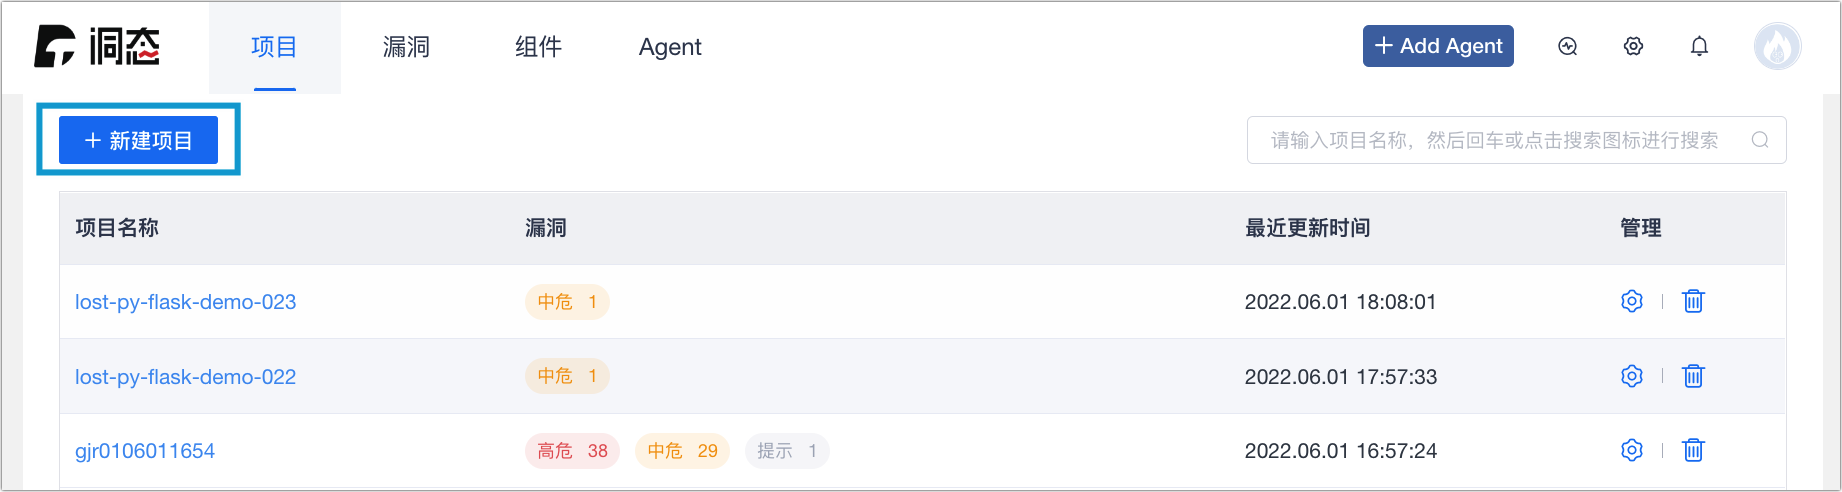 洞态 项目 漏洞 组件 Agent + Add Agent
+ 新建项目 请输入项目名称，然后回车或点击搜索图标进行搜索
项目名称 漏洞 最近更新时间 管理
lost-py-flask-demo-023 中危 1 2022.06.01 18:08:01
lost-py-flask-demo-022 中危 1 2022.06.01 17:57:33
gjr0106011654 高危 38 中危 29 提示 1 2022.06.01 16:57:24